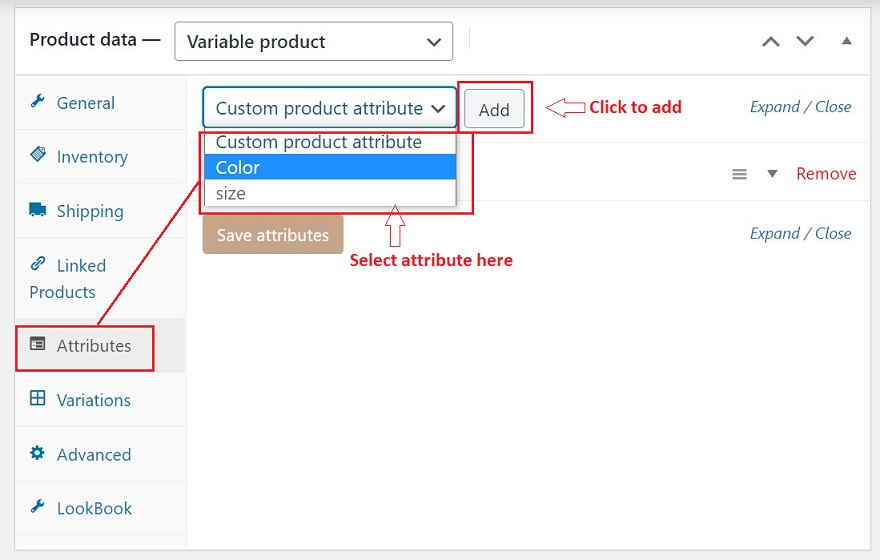 Product data —
Variable product
General
Inventory
Shipping
Linked
Products
Attributes
Variations
Advanced
LookBook
Custom product attribute
Add
Click to add
Expand / Close
Custom product attribute
Color
size
Remove
Save attributes
Expand / Close
Select attribute here